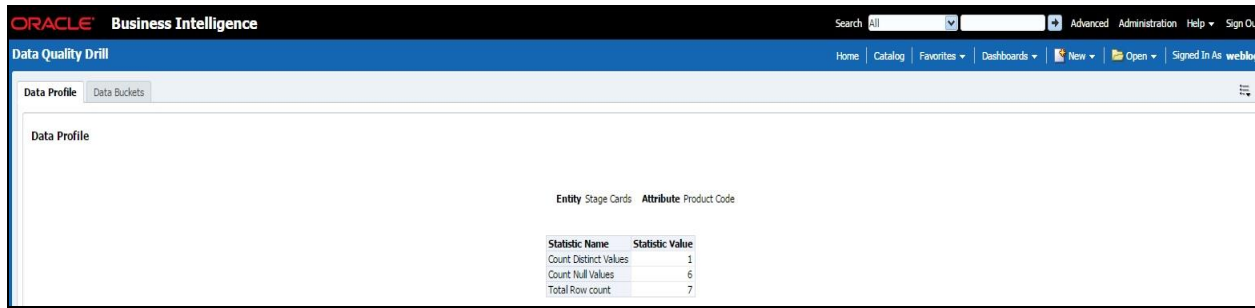 ORACLE Business Intelligence Search All Advanced Administration Help Sign Ou
Data Quality Drill Home Catalog Favorites Dashboards New Open Signed In As weblo
Data Profile Data Buckets
Data Profile
Entity Stage Cards Attribute Product Code
Statistic Name Statistic Value
Count Distinct Values 1
Count Null Values 6
Total Row count 7